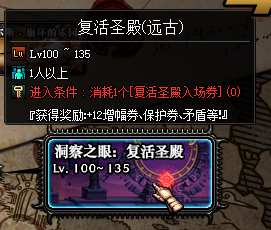 复活圣殿(远古)
Lv Lv100 ~ 135
1人以上
进入条件：消耗1个[复活圣殿入场券] (0)
『获得奖励:+12增幅券、保护券、矛盾等!』
洞察之眼：复活圣殿
Lv. 100~135